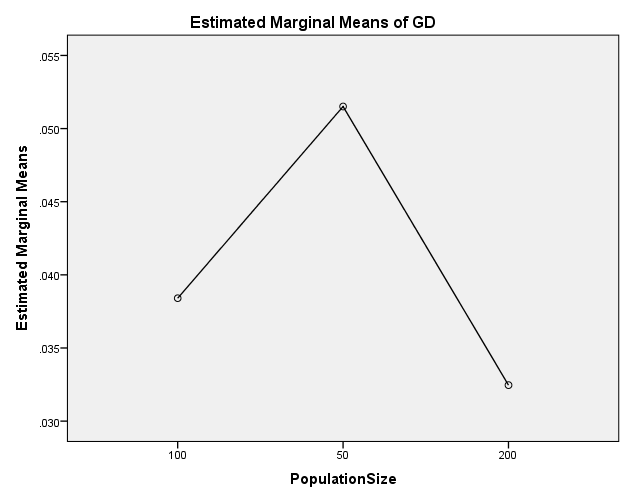 Estimated Marginal Means of GD
Estimated Marginal Means
.055
.050
.045
.040
.035
.030
100 50 200
PopulationSize